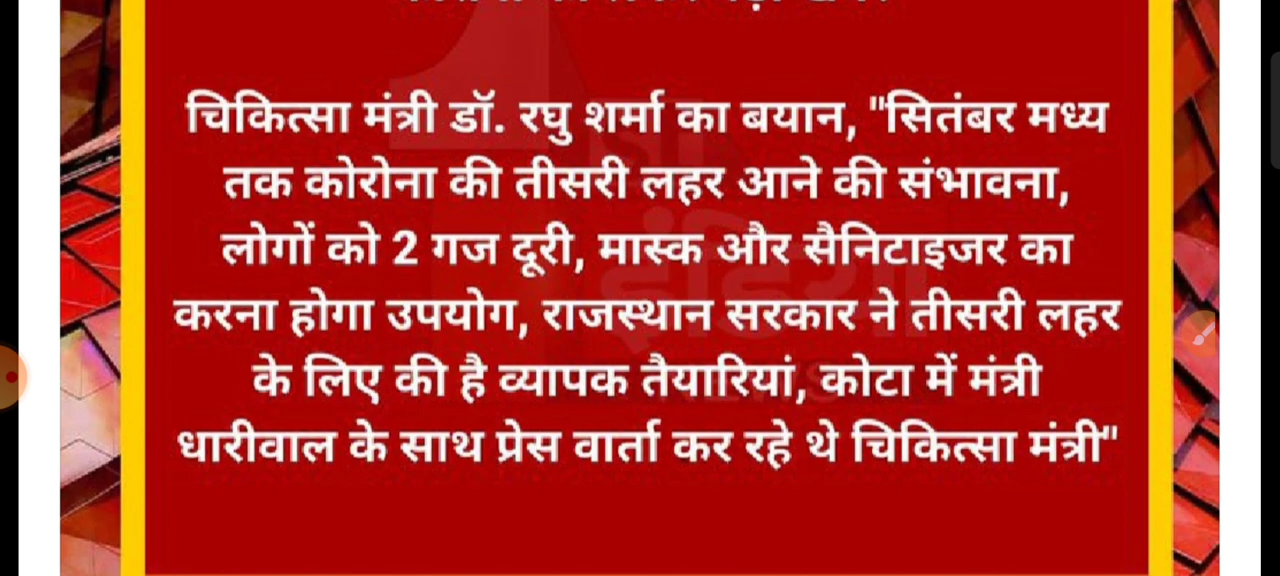 चिकित्सा मंत्री डॉ. रघु शर्मा का बयान, "सितंबर मध्य
तक कोरोना की तीसरी लहर आने की संभावना,
लोगों को 2 गज दूरी, मास्क और सैनिटाइजर का
करना होगा उपयोग, राजस्थान सरकार ने तीसरी लहर
के लिए की है व्यापक तैयारियां, कोटा में मंत्री
धारीवाल के साथ प्रेस वार्ता कर रहे थे चिकित्सा मंत्री"